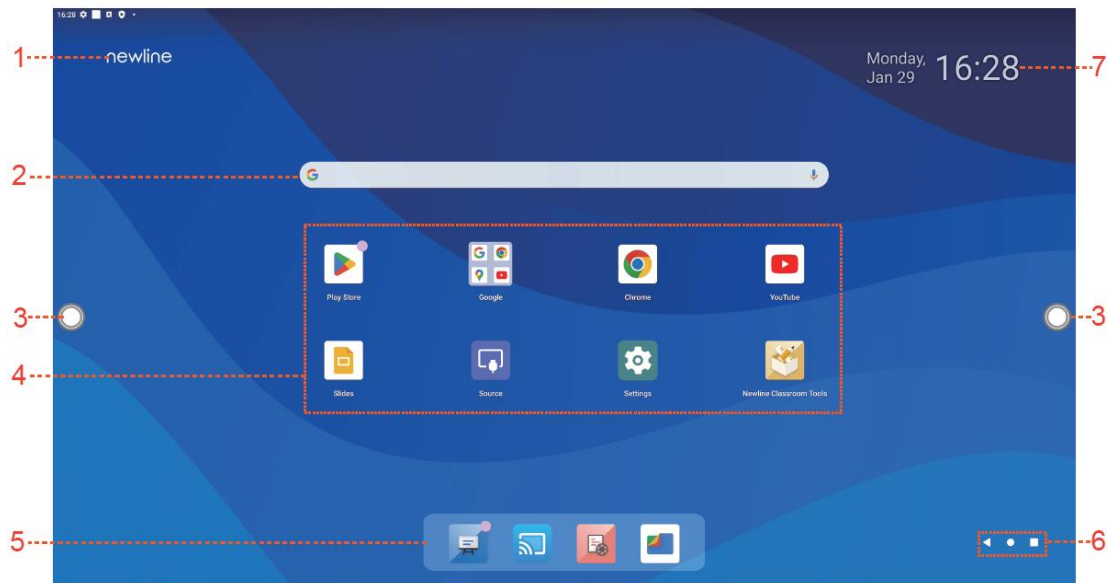 16:28
1
newline
Monday,
Jan 29
16:28
7
2
Play Store
Google
Chrome
YouTube
3
3
4
Slides
Source
Settings
Newline Classroom Tools
5
6